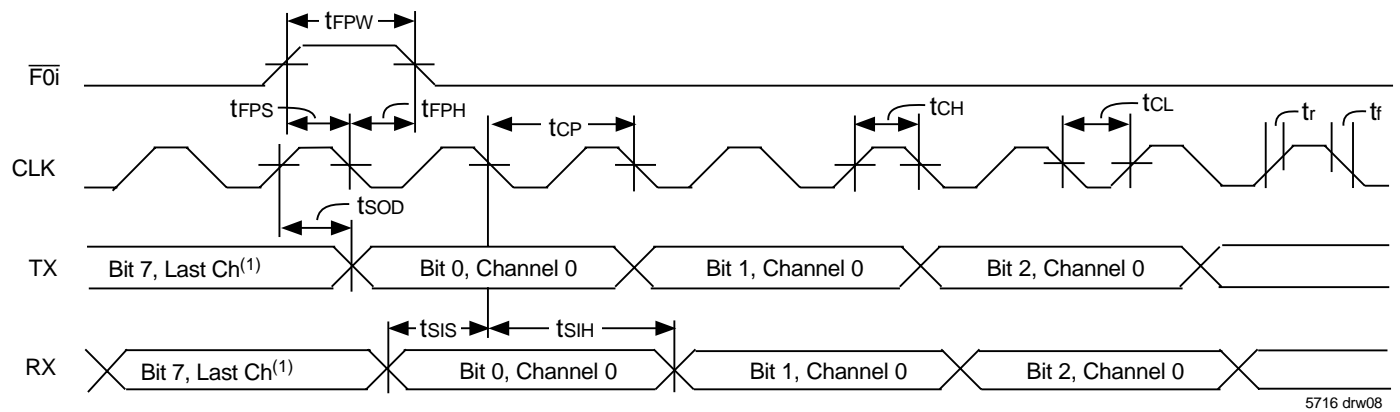 tFPW
F0i
tFPS
tFPH
tCP
tCH
tCL
tr
tf
CLK
tSOD
TX
Bit 7, Last Ch(1)
Bit 0, Channel 0
Bit 1, Channel 0
Bit 2, Channel 0
tSIS
tSIH
RX
Bit 7, Last Ch(1)
Bit 0, Channel 0
Bit 1, Channel 0
Bit 2, Channel 0
5716 drw08